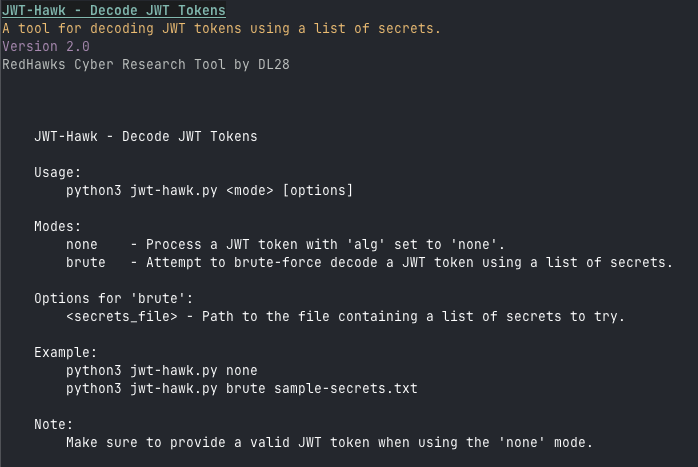 JWT-Hawk - Decode JWT Tokens
A tool for decoding JWT tokens using a list of secrets.
Version 2.0
RedHawks Cyber Research Tool by DL28
JWT-Hawk - Decode JWT Tokens
Usage:
python3 jwt-hawk.py <mode> [options]
Modes:
none - Process a JWT token with 'alg' set to 'none'.
brute - Attempt to brute-force decode a JWT token using a list of secrets.
Options for 'brute':
<secrets_file> - Path to the file containing a list of secrets to try.
Example:
python3 jwt-hawk.py none
python3 jwt-hawk.py brute sample-secrets.txt
Note:
Make sure to provide a valid JWT token when using the 'none' mode.